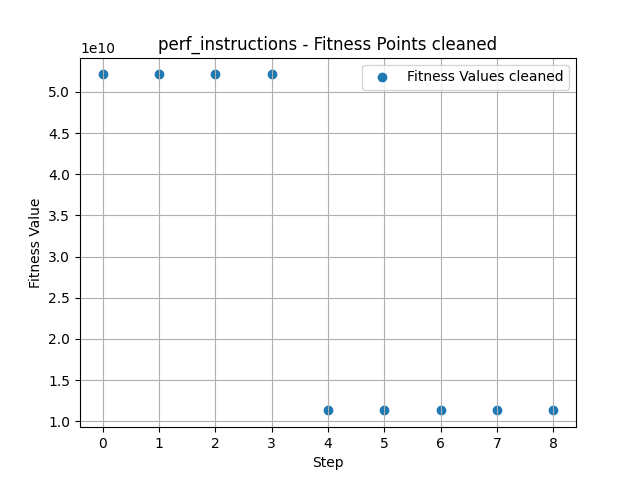 perf_instructions - Fitness Points cleaned
1e10
Fitness Values cleaned
5.0
4.5
4.0
3.5
3.0
2.5
2.0
1.5
1.0
Fitness Value
0 1 2 3 4 5 6 7 8
Step